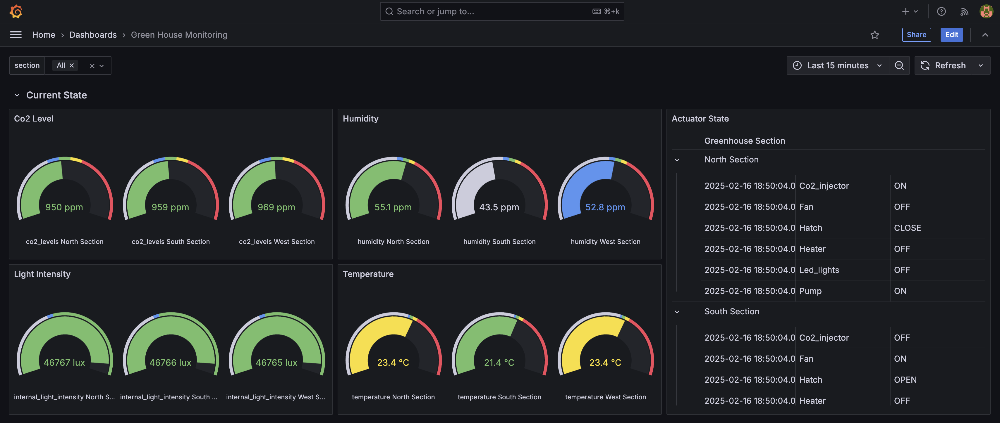 Search or jump to... ⌘+k
Home › Dashboards › Green House Monitoring
Share Edit
section All
Last 15 minutes Refresh
Current State
Co2 Level
950 ppm 959 ppm 969 ppm
co2_levels North Section co2_levels South Section co2_levels West Section
Humidity
55.1 ppm 43.5 ppm 52.8 ppm
humidity North Section humidity South Section humidity West Section
Light Intensity
46767 lux 46766 lux 46765 lux
internal_light_intensity North S... internal_light_intensity South ... internal_light_intensity West S...
Temperature
23.4 °C 21.4 °C 23.4 °C
temperature North Section temperature South Section temperature West Section
Actuator State
Greenhouse Section
North Section
2025-02-16 18:50:04.0 Co2_injector ON
2025-02-16 18:50:04.0 Fan OFF
2025-02-16 18:50:04.0 Hatch CLOSE
2025-02-16 18:50:04.0 Heater OFF
2025-02-16 18:50:04.0 Led_lights OFF
2025-02-16 18:50:04.0 Pump ON
South Section
2025-02-16 18:50:04.0 Co2_injector OFF
2025-02-16 18:50:04.0 Fan ON
2025-02-16 18:50:04.0 Hatch OPEN
2025-02-16 18:50:04.0 Heater OFF